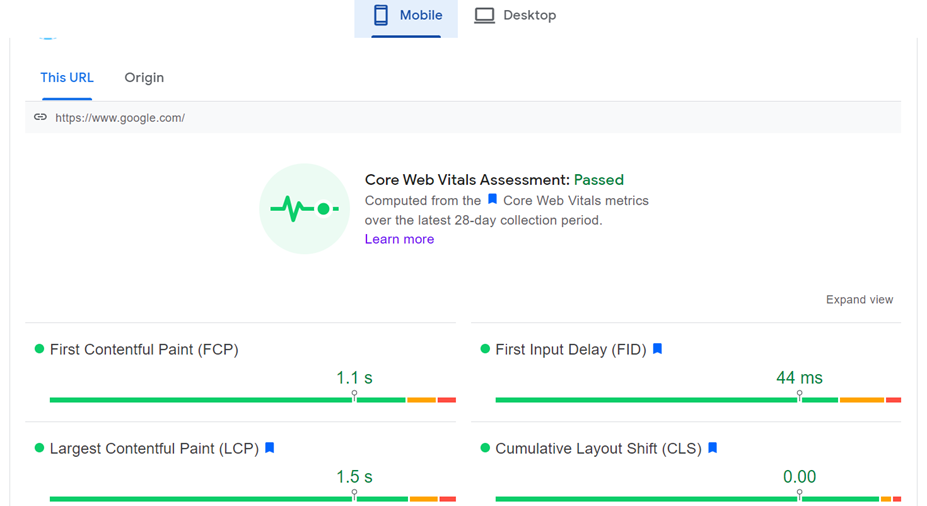 Mobile Desktop
This URL Origin
https://www.google.com/
Core Web Vitals Assessment: Passed
Computed from the Core Web Vitals metrics
over the latest 28-day collection period.
Learn more
Expand view
First Contentful Paint (FCP)
1.1 s
First Input Delay (FID)
44 ms
Largest Contentful Paint (LCP)
1.5 s
Cumulative Layout Shift (CLS)
0.00